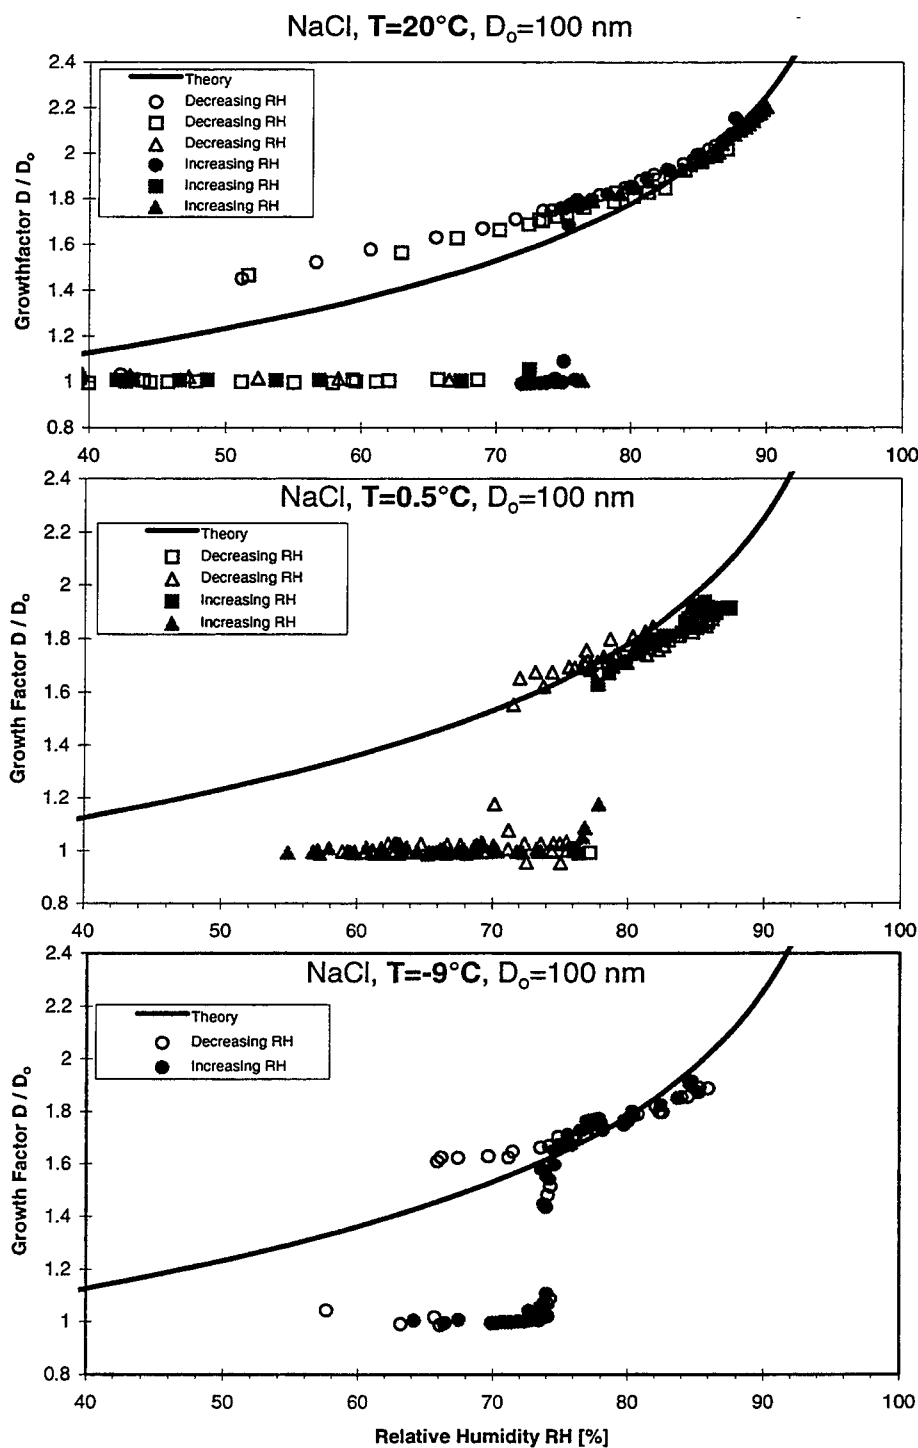 NaCl, T=20°C, Do=100 nm
2.4
2.2
2
1.8
1.6
1.4
1.2
1
0.8
Growthfactor D / Do
Theory
Decreasing RH
Decreasing RH
Decreasing RH
Increasing RH
Increasing RH
Increasing RH
40 50 60 70 80 90 100
NaCl, T=0.5°C, Do=100 nm
2.4
2.2
2
1.8
1.6
1.4
1.2
1
0.8
Growth Factor D / Do
Theory
Decreasing RH
Decreasing RH
Increasing RH
Increasing RH
40 50 60 70 80 90 100
NaCl, T=-9°C, Do=100 nm
2.4
2.2
2
1.8
1.6
1.4
1.2
1
0.8
Growth Factor D / Do
Theory
Decreasing RH
Increasing RH
40 50 60 70 80 90 100
Relative Humidity RH [%]